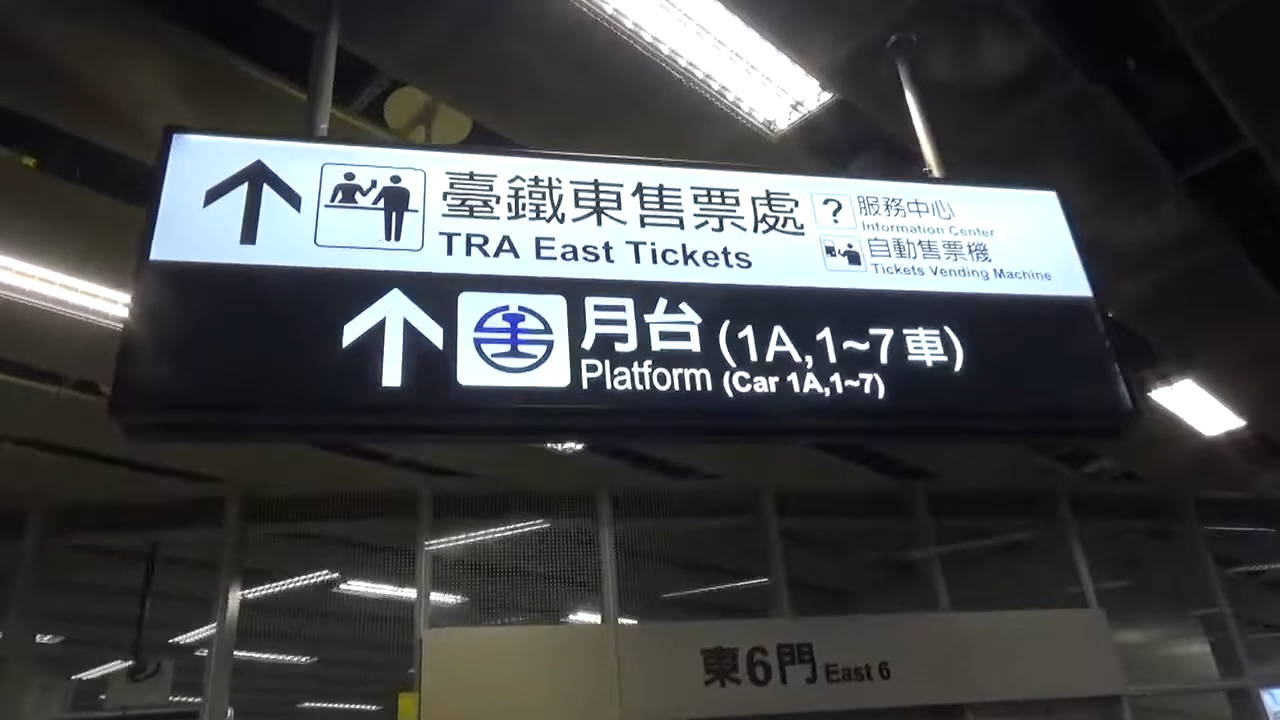 臺鐵東售票處
TRA East Tickets
?
服務中心
Information Center
自動售票機
Tickets Vending Machine
月台 (1A,1~7車)
Platform (Car 1A,1~7)
東6門 East 6